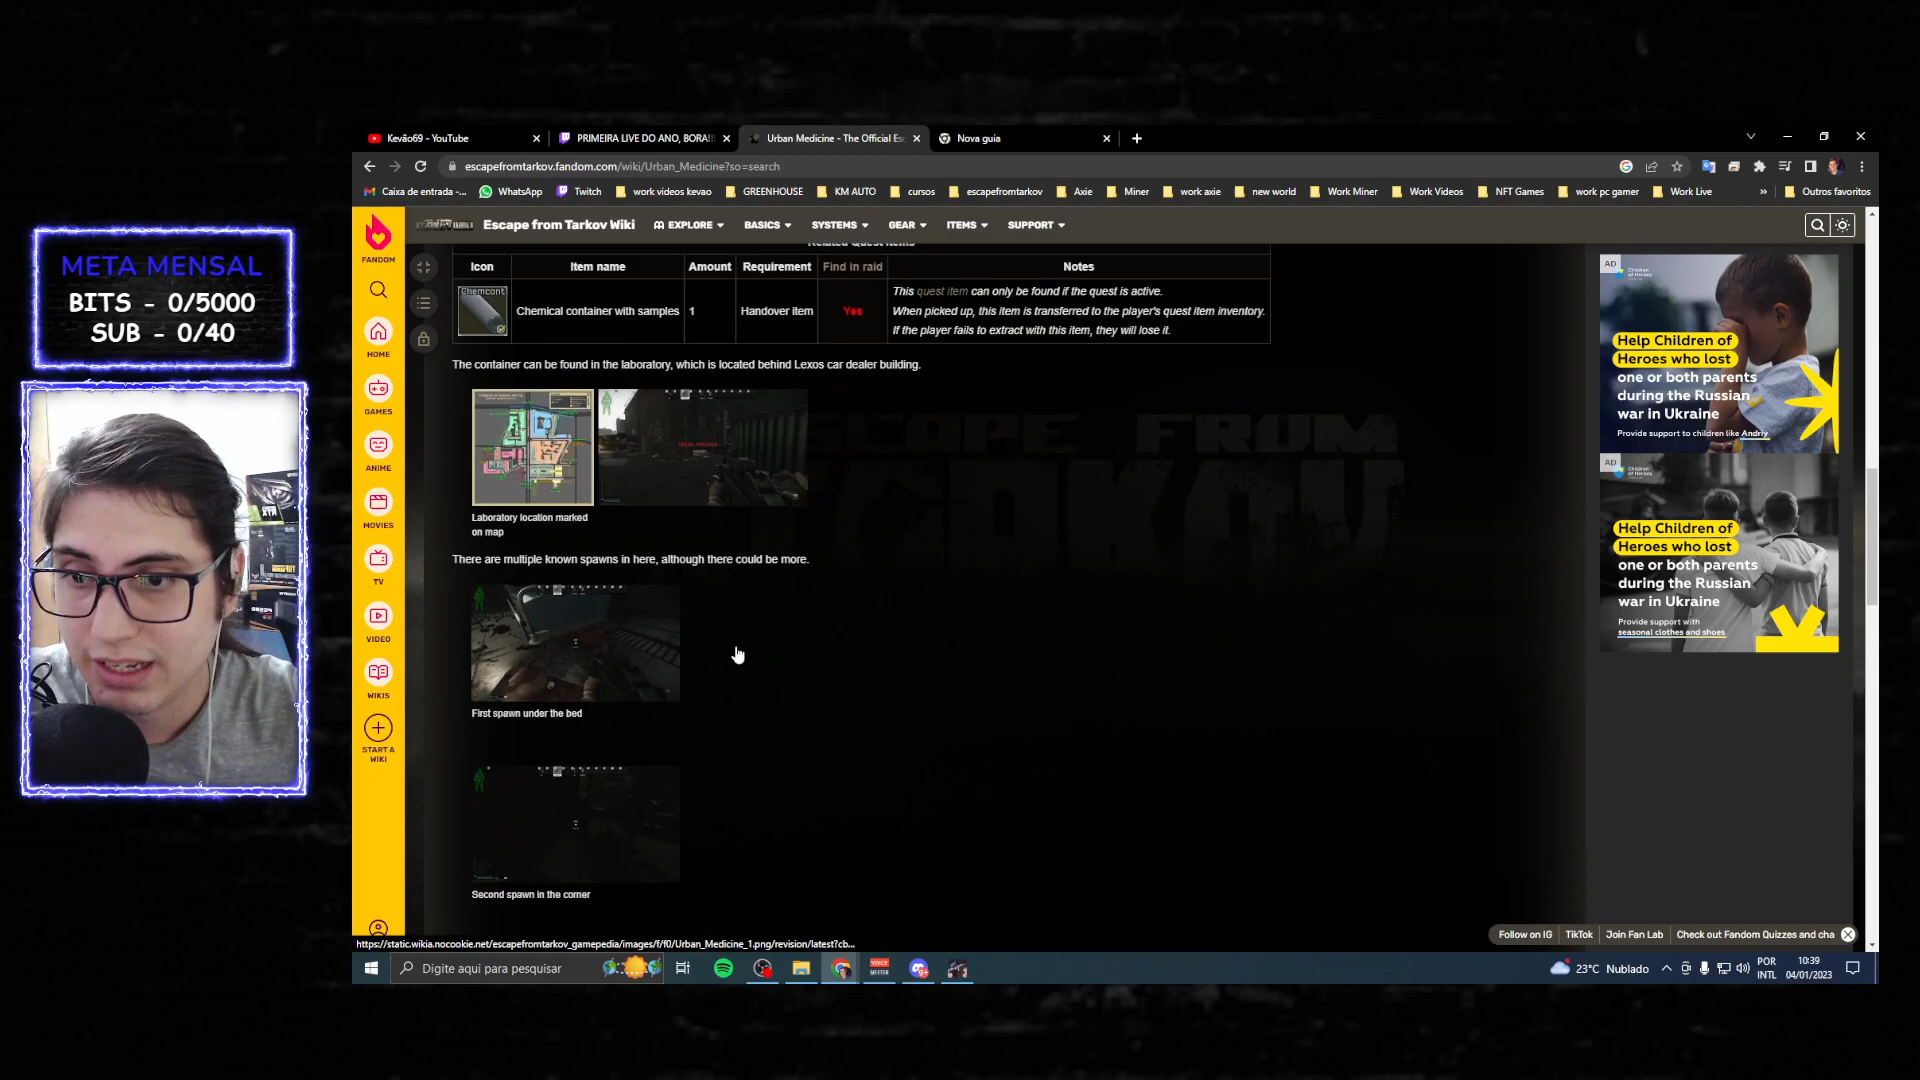 META MENSAL
BITS - 0/5000
SUB - 0/40
Kevão69 - YouTube
PRIMEIRA LIVE DO ANO, BORA!!!
Urban Medicine - The Official Es
Nova guia
escapefromtarkov.fandom.com/wiki/Urban_Medicine?so=search
Caixa de entrada -...
WhatsApp
Twitch
work videos kevao
GREENHOUSE
KM AUTO
cursos
escapefromtarkov
Axie
Miner
work axie
new world
Work Miner
Work Videos
NFT Games
work pc gamer
Work Live
»
Outros favoritos
FANDOM
HOME
GAMES
ANIME
MOVIES
TV
VIDEO
WIKIS
START A
WIKI
Escape from Tarkov Wiki
EXPLORE
BASICS
SYSTEMS
GEAR
ITEMS
SUPPORT
Related Quest Items
Icon
Item name
Amount
Requirement
Find in raid
Notes
Chemcont
Chemical container with samples
1
Handover item
Yes
This quest item can only be found if the quest is active.
When picked up, this item is transferred to the player's quest item inventory.
If the player fails to extract with this item, they will lose it.
The container can be found in the laboratory, which is located behind Lexos car dealer building.
Laboratory location marked
on map
There are multiple known spawns in here, although there could be more.
First spawn under the bed
Second spawn in the corner
AD
Children of
Heroes
Help Children of
Heroes who lost
one or both parents
during the Russian
war in Ukraine
Provide support to children like Andriy
AD
Children of
Heroes
Help Children of
Heroes who lost
one or both parents
during the Russian
war in Ukraine
Provide support with
seasonal clothes and shoes
Follow on IG
TikTok
Join Fan Lab
Check out Fandom Quizzes and cha
https://static.wikia.nocookie.net/escapefromtarkov_gamepedia/images/f/f0/Urban_Medicine_1.png/revision/latest?cb...
Digite aqui para pesquisar
VOICE
MEETER
23°C Nublado
POR
INTL
10:39
04/01/2023